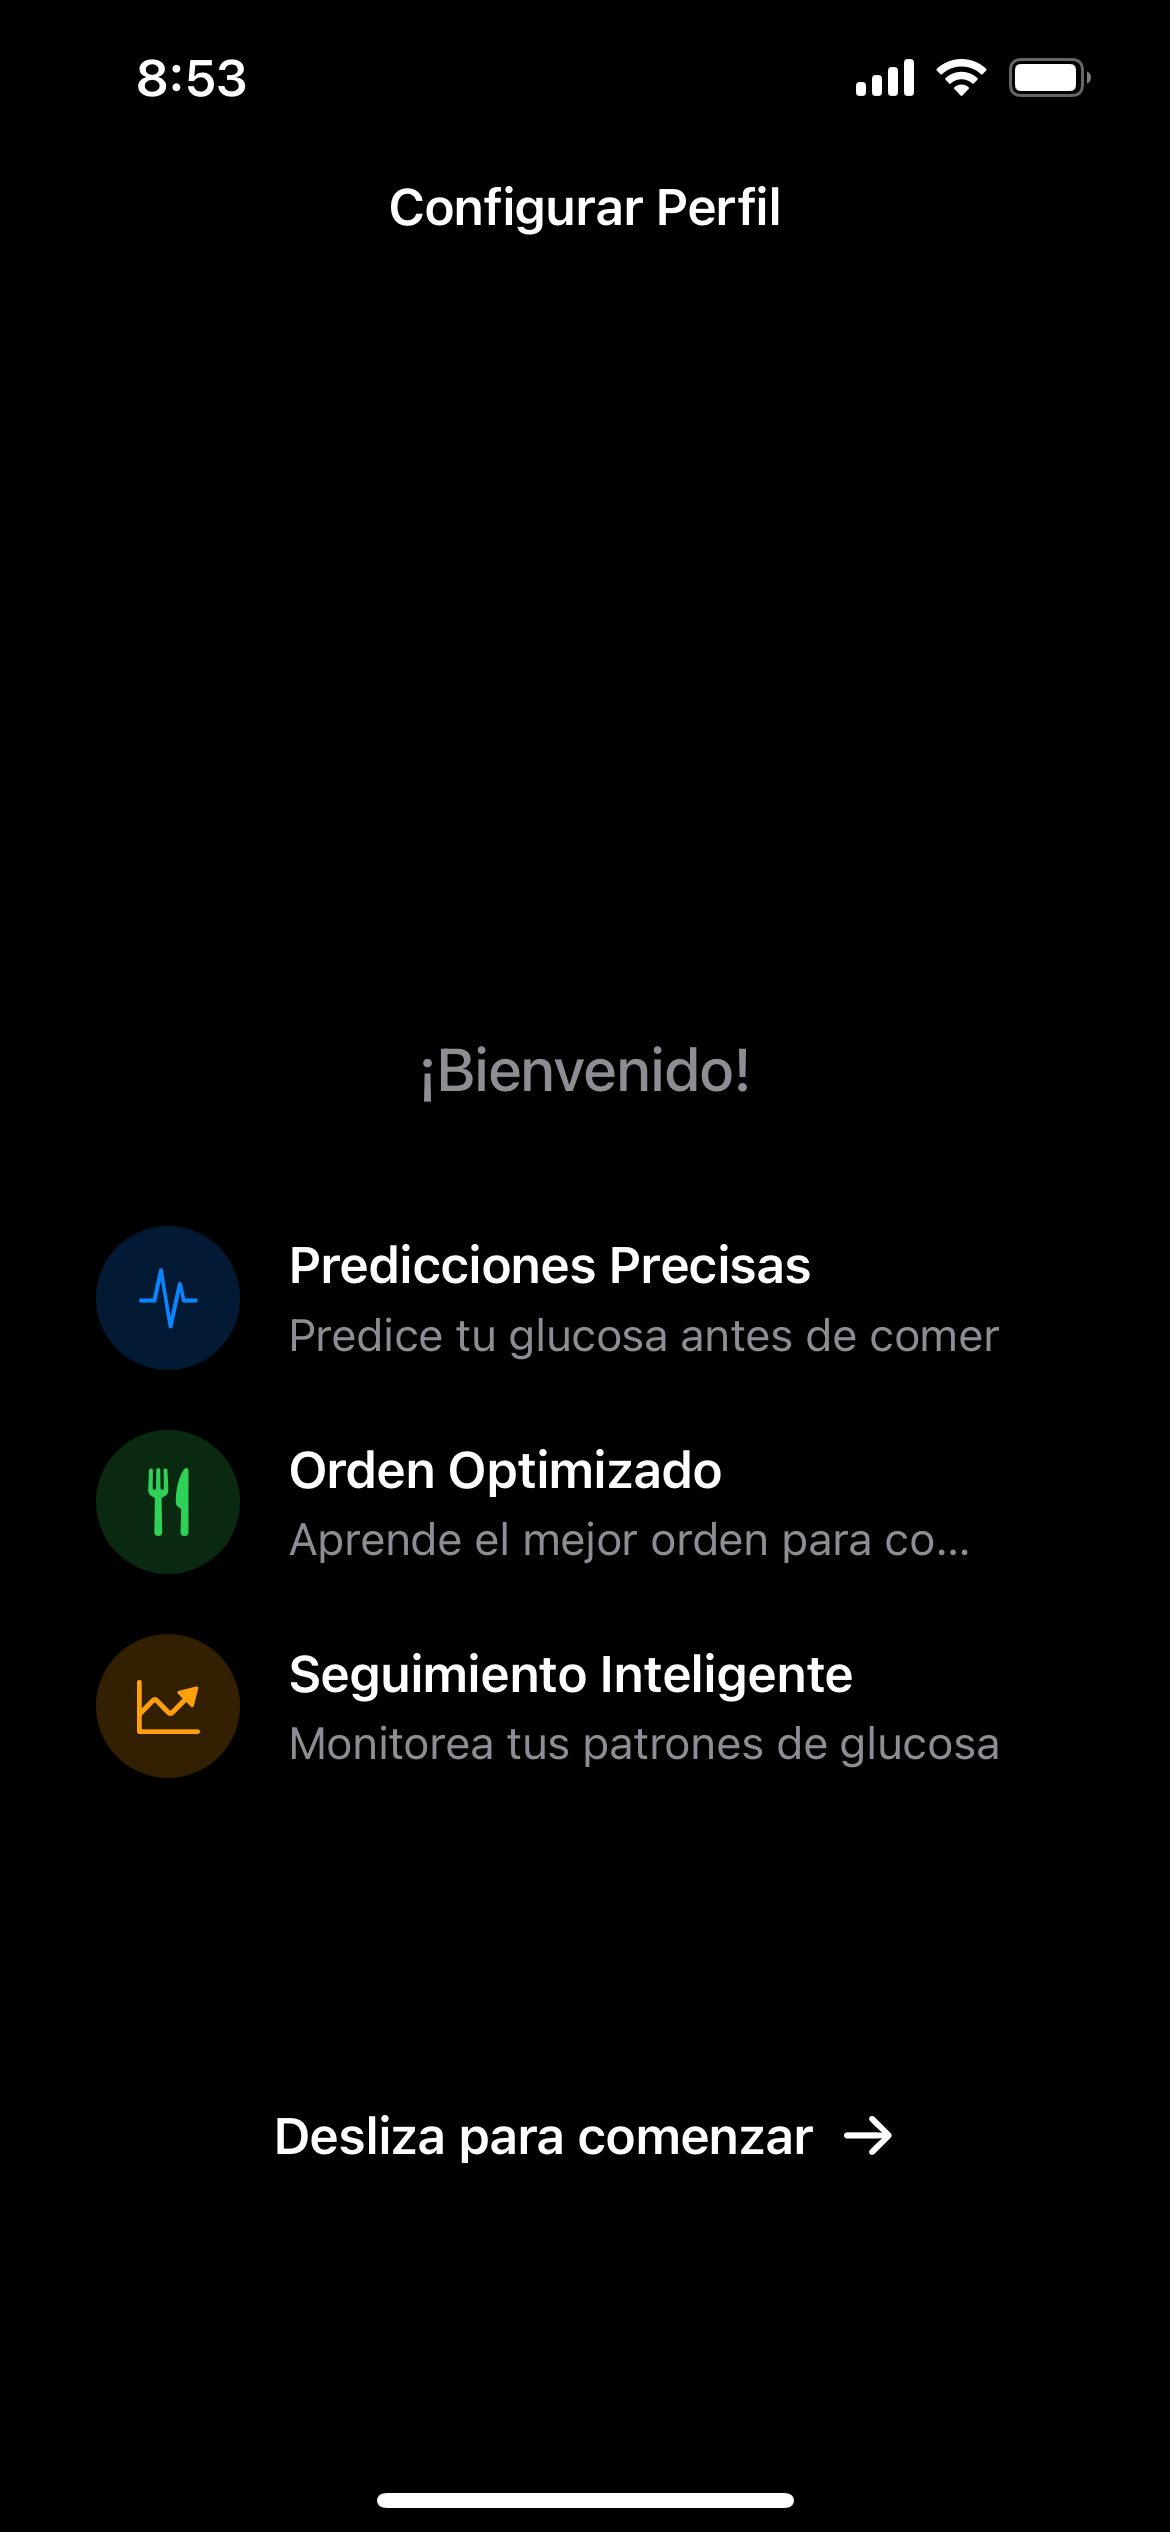 8:53
Configurar Perfil
¡Bienvenido!
Predicciones Precisas
Predice tu glucosa antes de comer
Orden Optimizado
Aprende el mejor orden para co...
Seguimiento Inteligente
Monitorea tus patrones de glucosa
Desliza para comenzar →